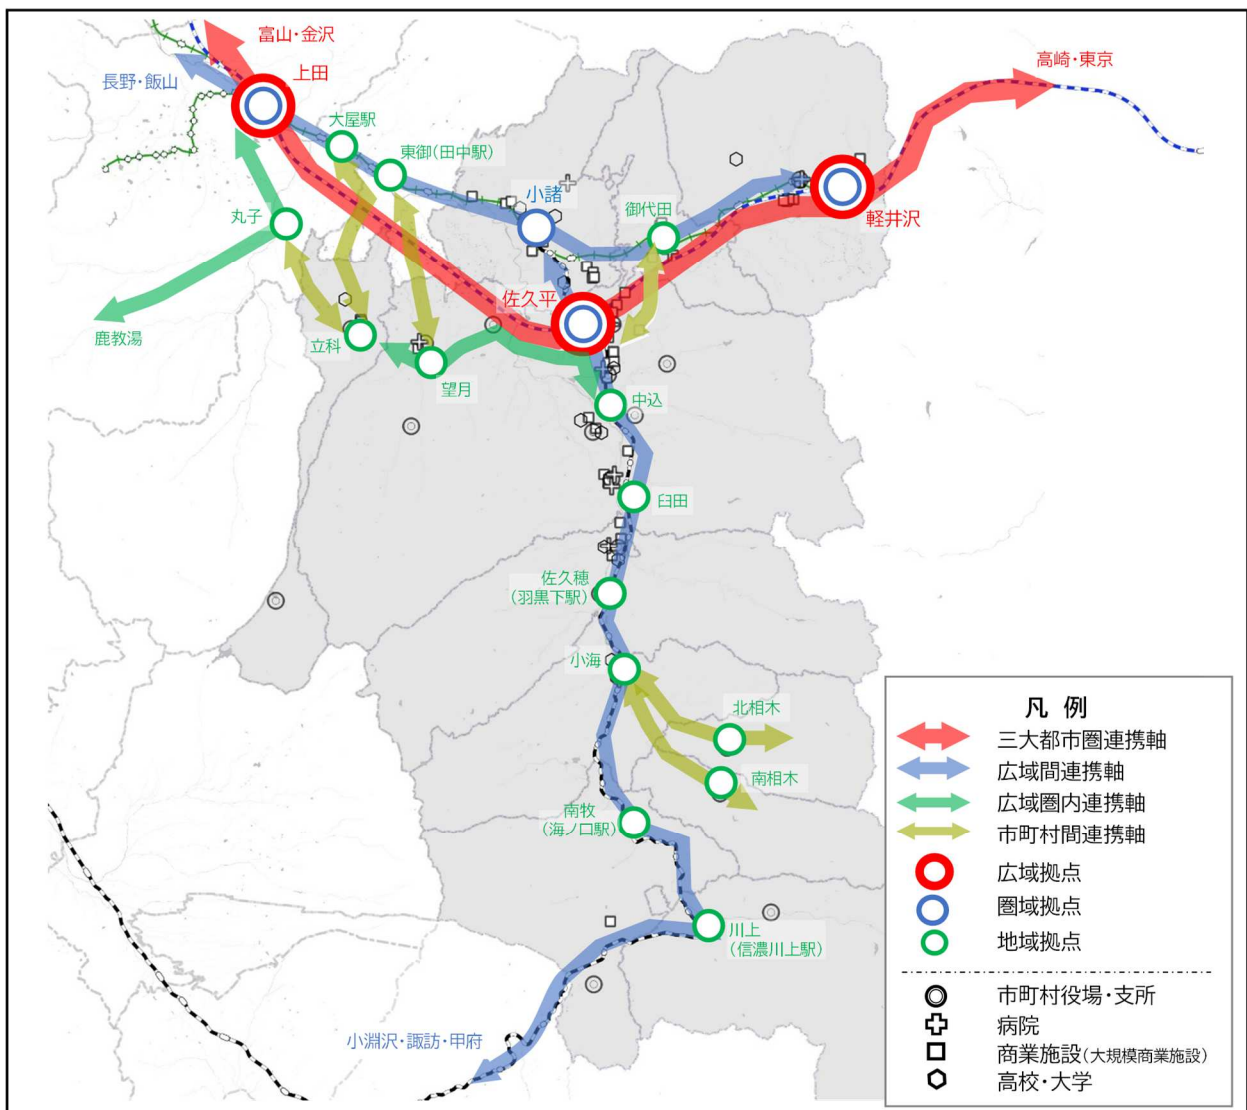 富山・金沢
上田
長野・飯山
高崎・東京
大屋駅
東御(田中駅)
小諸
御代田
軽井沢
丸子
佐久平
鹿教湯
立科
望月
中込
臼田
佐久穂
(羽黒下駅)
小海
北相木
南相木
南牧
(海ノ口駅)
川上
(信濃川上駅)
小淵沢・諏訪・甲府
凡 例
三大都市圏連携軸
広域間連携軸
広域圏内連携軸
市町村間連携軸
広域拠点
圏域拠点
地域拠点
市町村役場・支所
病院
商業施設(大規模商業施設)
高校・大学